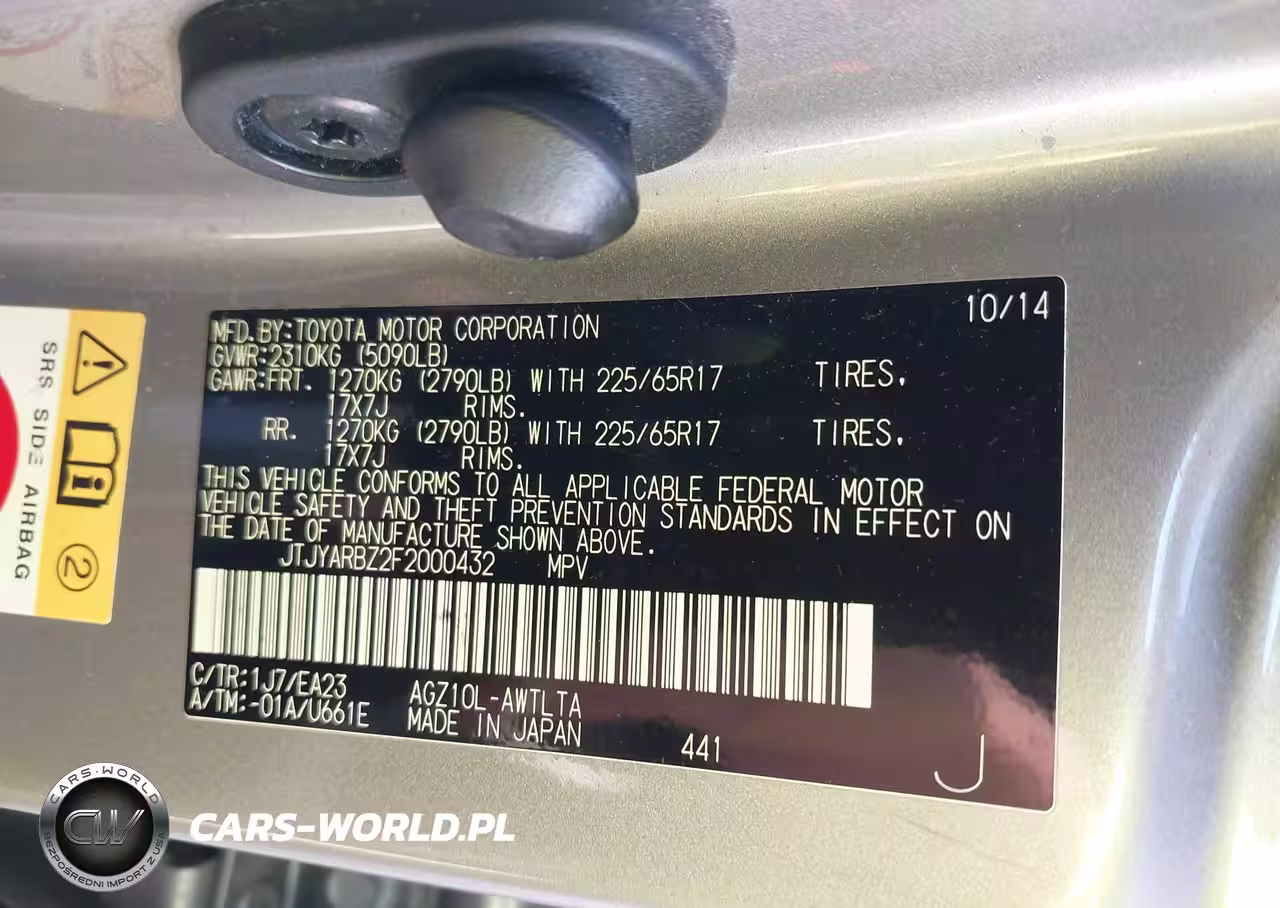 10/14
MFD.BY:TOYOTA MOTOR CORPORATION
GVWR:2310KG (5090LB)
GAWR:FRT. 1270KG (2790LB) WITH 225/65R17 TIRES.
17X7J RIMS.
RR. 1270KG (2790LB) WITH 225/65R17 TIRES.
17X7J RIMS.
THIS VEHICLE CONFORMS TO ALL APPLICABLE FEDERAL MOTOR
VEHICLE SAFETY AND THEFT PREVENTION STANDARDS IN EFFECT ON
THE DATE OF MANUFACTURE SHOWN ABOVE.
JTJYARBZ2F2000432 MPV
C/TR:1J7/EA23
A/TM:-01A/U661E
AGZ10L-AWTLTA
MADE IN JAPAN
441
J
SRS SIDE AIRBAG
2
CARS-WORLD
CW
BEZPOŚREDNI IMPORT Z USA
CARS-WORLD.PL